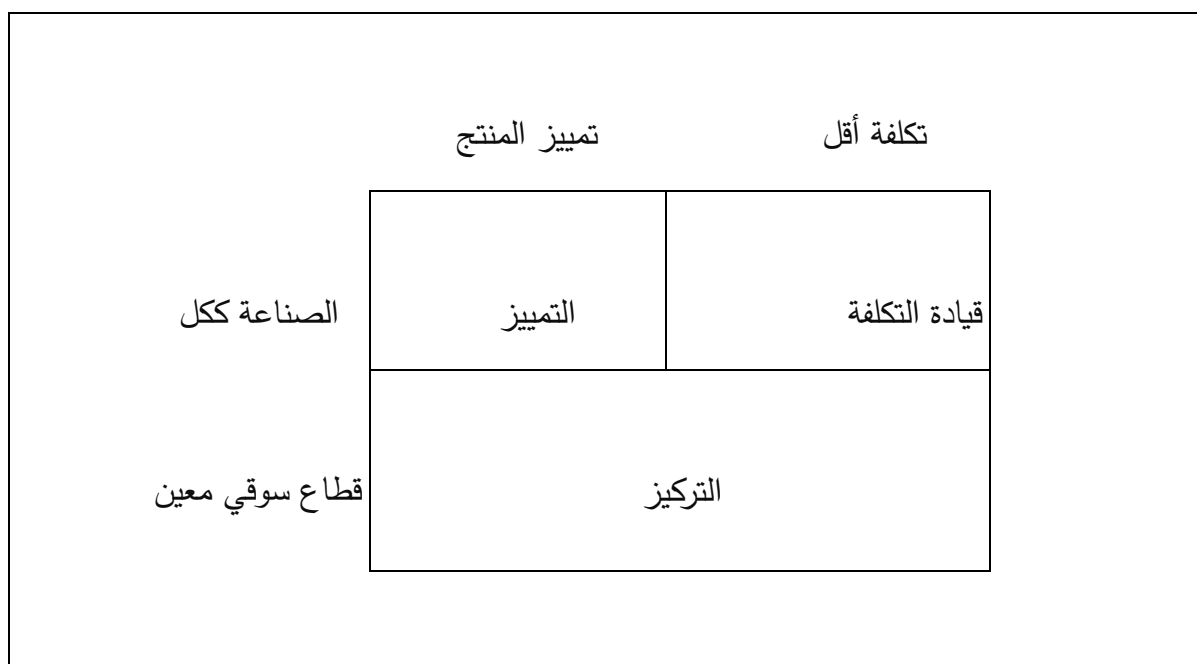 تكلفة أقل
تمييز المنتج
قيادة التكلفة
التمييز
الصناعة ككل
التركيز
قطاع سوقي معين